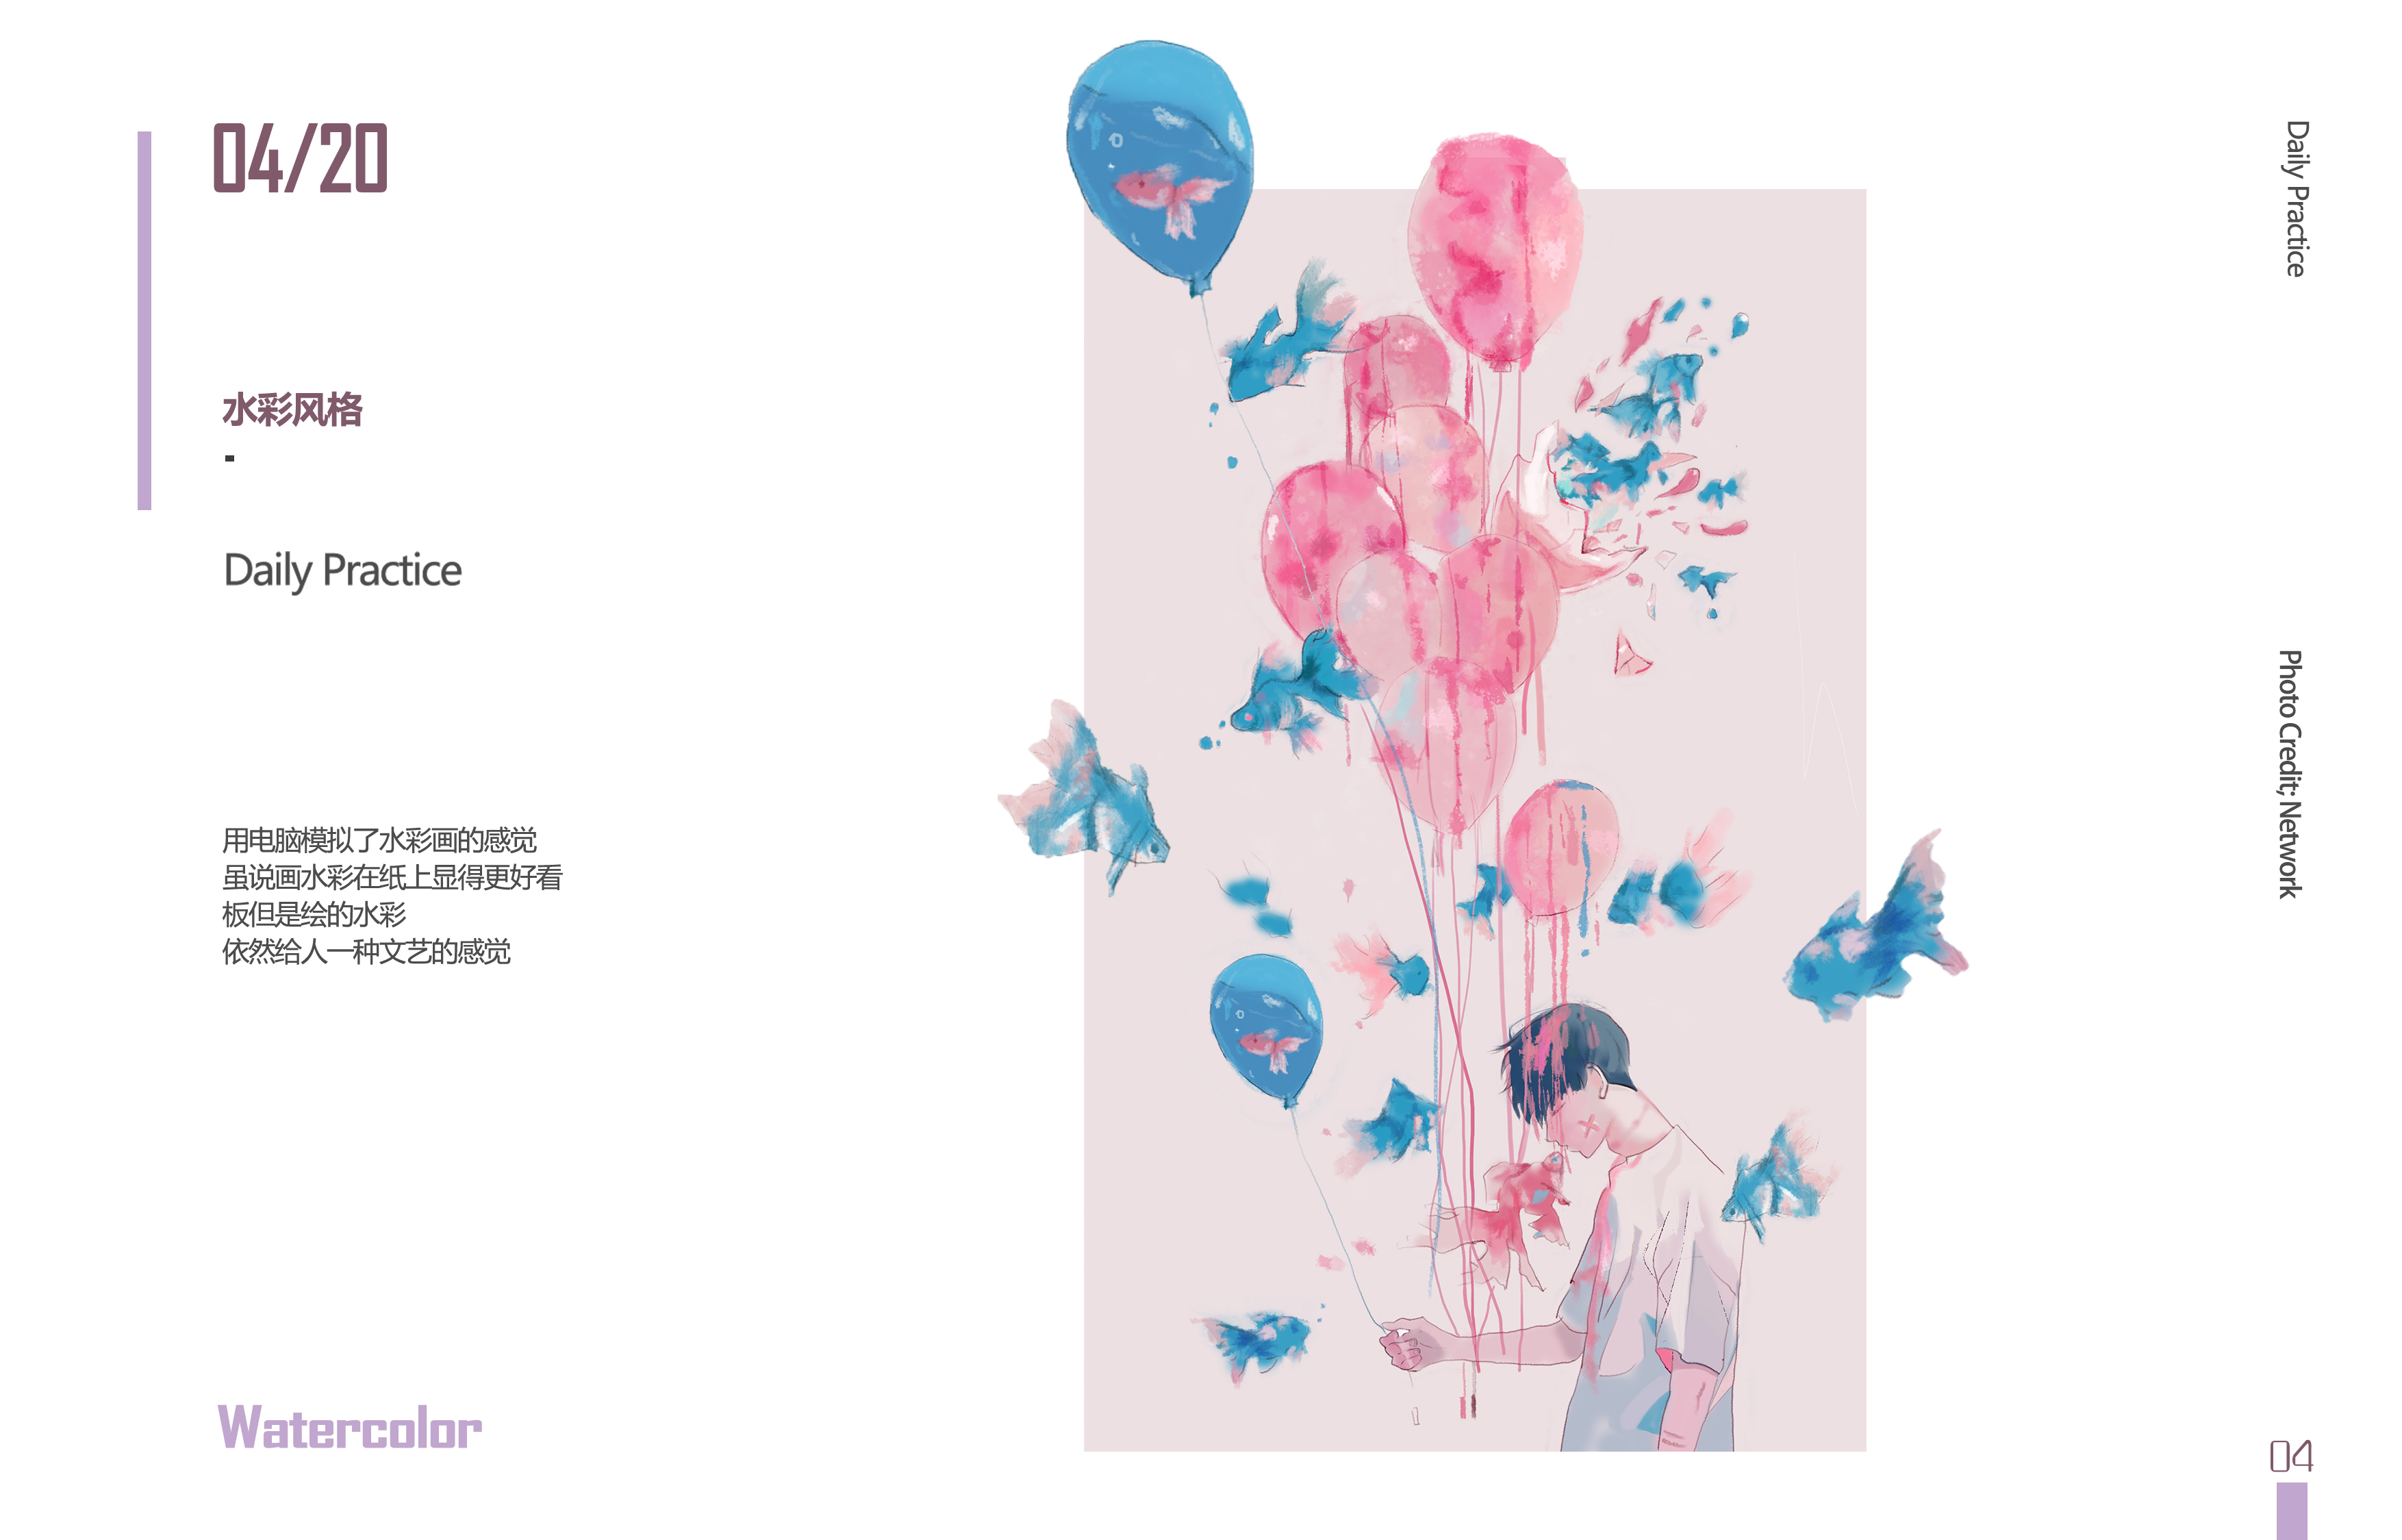 04/20
水彩风格
-
Daily Practice
用电脑模拟了水彩画的感觉
虽说画水彩在纸上显得更好看
板但是绘的水彩
依然给人一种文艺的感觉
Watercolor
Daily Practice
Photo Credit; Network
04